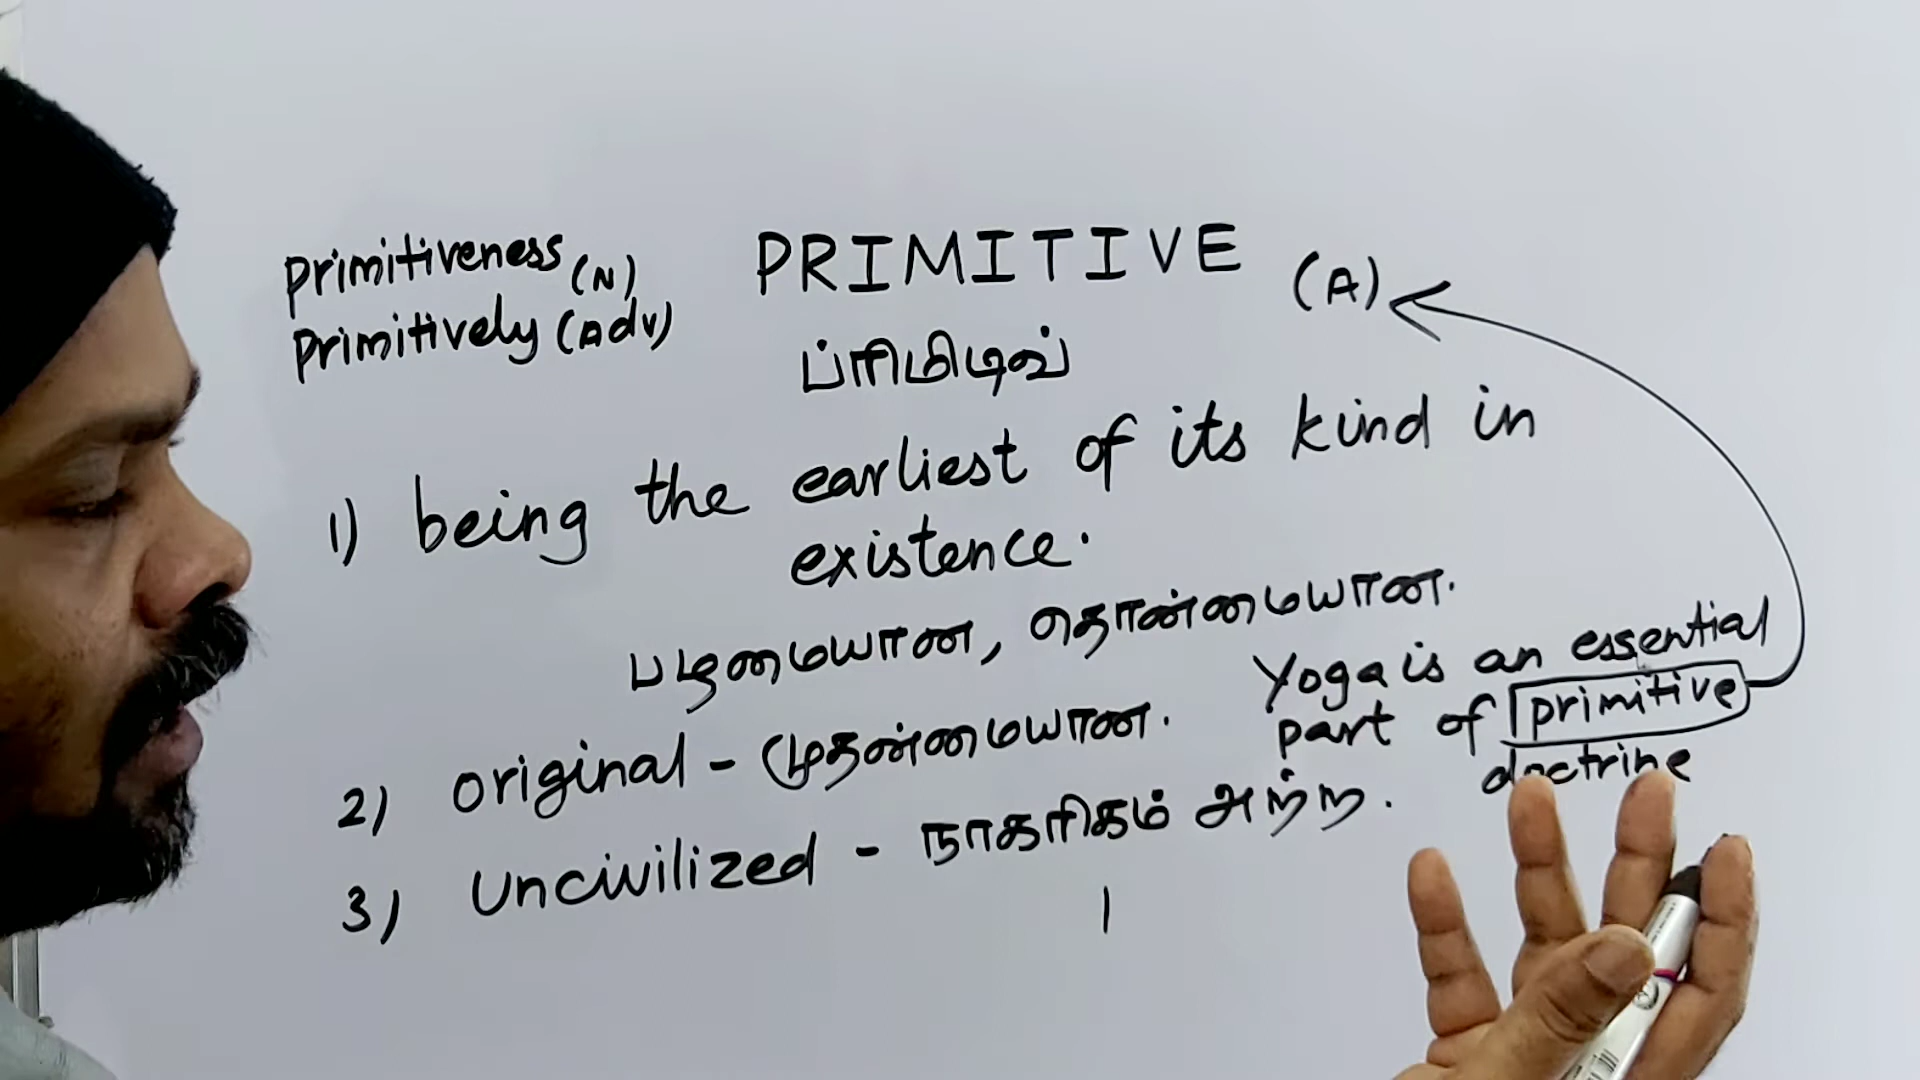 primitiveness (N)
primitively (Adv)
PRIMITIVE (A)
ப்ரிமிடிவ்
1) being the earliest of its kind in
existence.
பழமையான, தொன்மையான.
2) original - முதன்மையான.
3) Uncivilized - நாகரிகம் அற்ற.
Yoga is an essential
part of primitive
doctrine